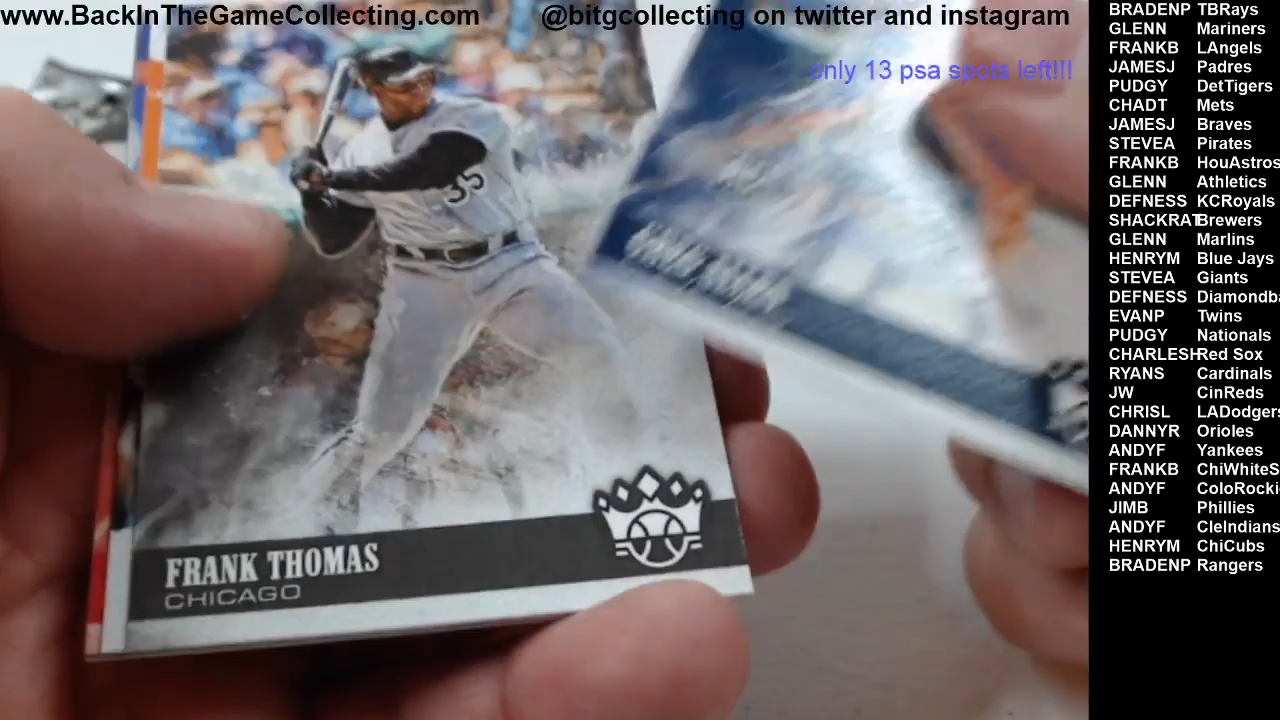 www.BackInTheGameCollecting.com
@bitgcollecting on twitter and instagram
only 13 psa spots left!!!
35
FRANK THOMAS
CHICAGO
BRADENP TBRays
GLENN Mariners
FRANKB LAngels
JAMESJ Padres
PUDGY DetTigers
CHADT Mets
JAMESJ Braves
STEVEA Pirates
FRANKB HouAstros
GLENN Athletics
DEFNESS KCRoyals
SHACKRAT Brewers
GLENN Marlins
HENRYM Blue Jays
STEVEA Giants
DEFNESS Diamondba
EVANP Twins
PUDGY Nationals
CHARLESH Red Sox
RYANS Cardinals
JW CinReds
CHRISL LADodgers
DANNYR Orioles
ANDYF Yankees
FRANKB ChiWhiteS
ANDYF ColoRockie
JIMB Phillies
ANDYF CleIndians
HENRYM ChiCubs
BRADENP Rangers